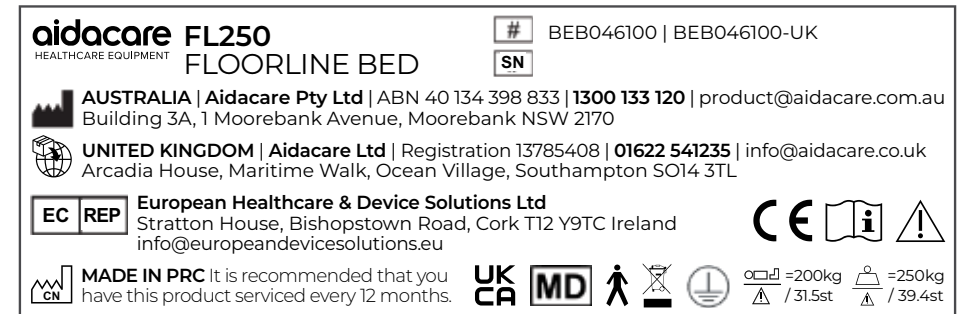 aidacare FL250
HEALTHCARE EQUIPMENT
FLOORLINE BED
# BEB046100 | BEB046100-UK
SN
AUSTRALIA | Aidacare Pty Ltd | ABN 40 134 398 833 | 1300 133 120 | product@aidacare.com.au
Building 3A, 1 Moorebank Avenue, Moorebank NSW 2170
UNITED KINGDOM | Aidacare Ltd | Registration 13785408 | 01622 541235 | info@aidacare.co.uk
Arcadia House, Maritime Walk, Ocean Village, Southampton SO14 3TL
EC REP
European Healthcare & Device Solutions Ltd
Stratton House, Bishopstown Road, Cork T12 Y9TC Ireland
info@europeandevicesolutions.eu
CE i !
CN
MADE IN PRC It is recommended that you
have this product serviced every 12 months.
UK
CA
MD
=200kg
/ 31.5st
=250kg
/ 39.4st